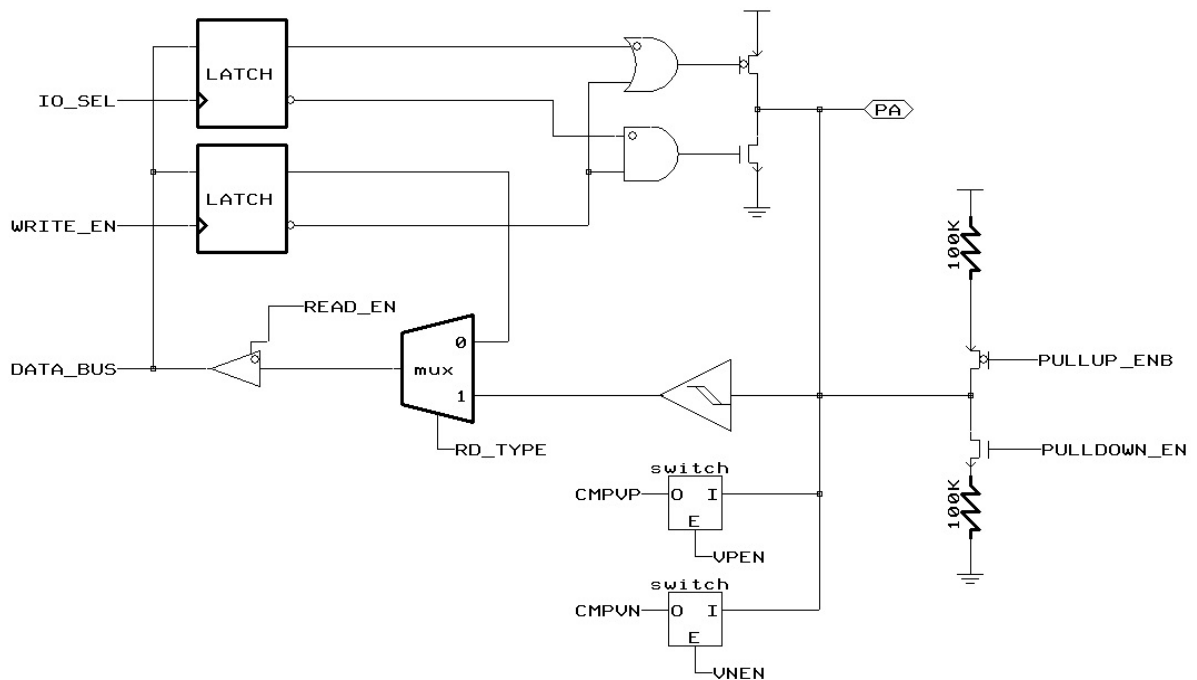 LATCH
IO_SEL
PA
LATCH
WRITE_EN
100K
READ_EN
0
DATA_BUS
mux
PULLUP_ENB
1
RD_TYPE
PULLDOWN_EN
switch
CMPVP
O I
E
100K
VPEN
switch
CMPVN
O I
E
VNEN